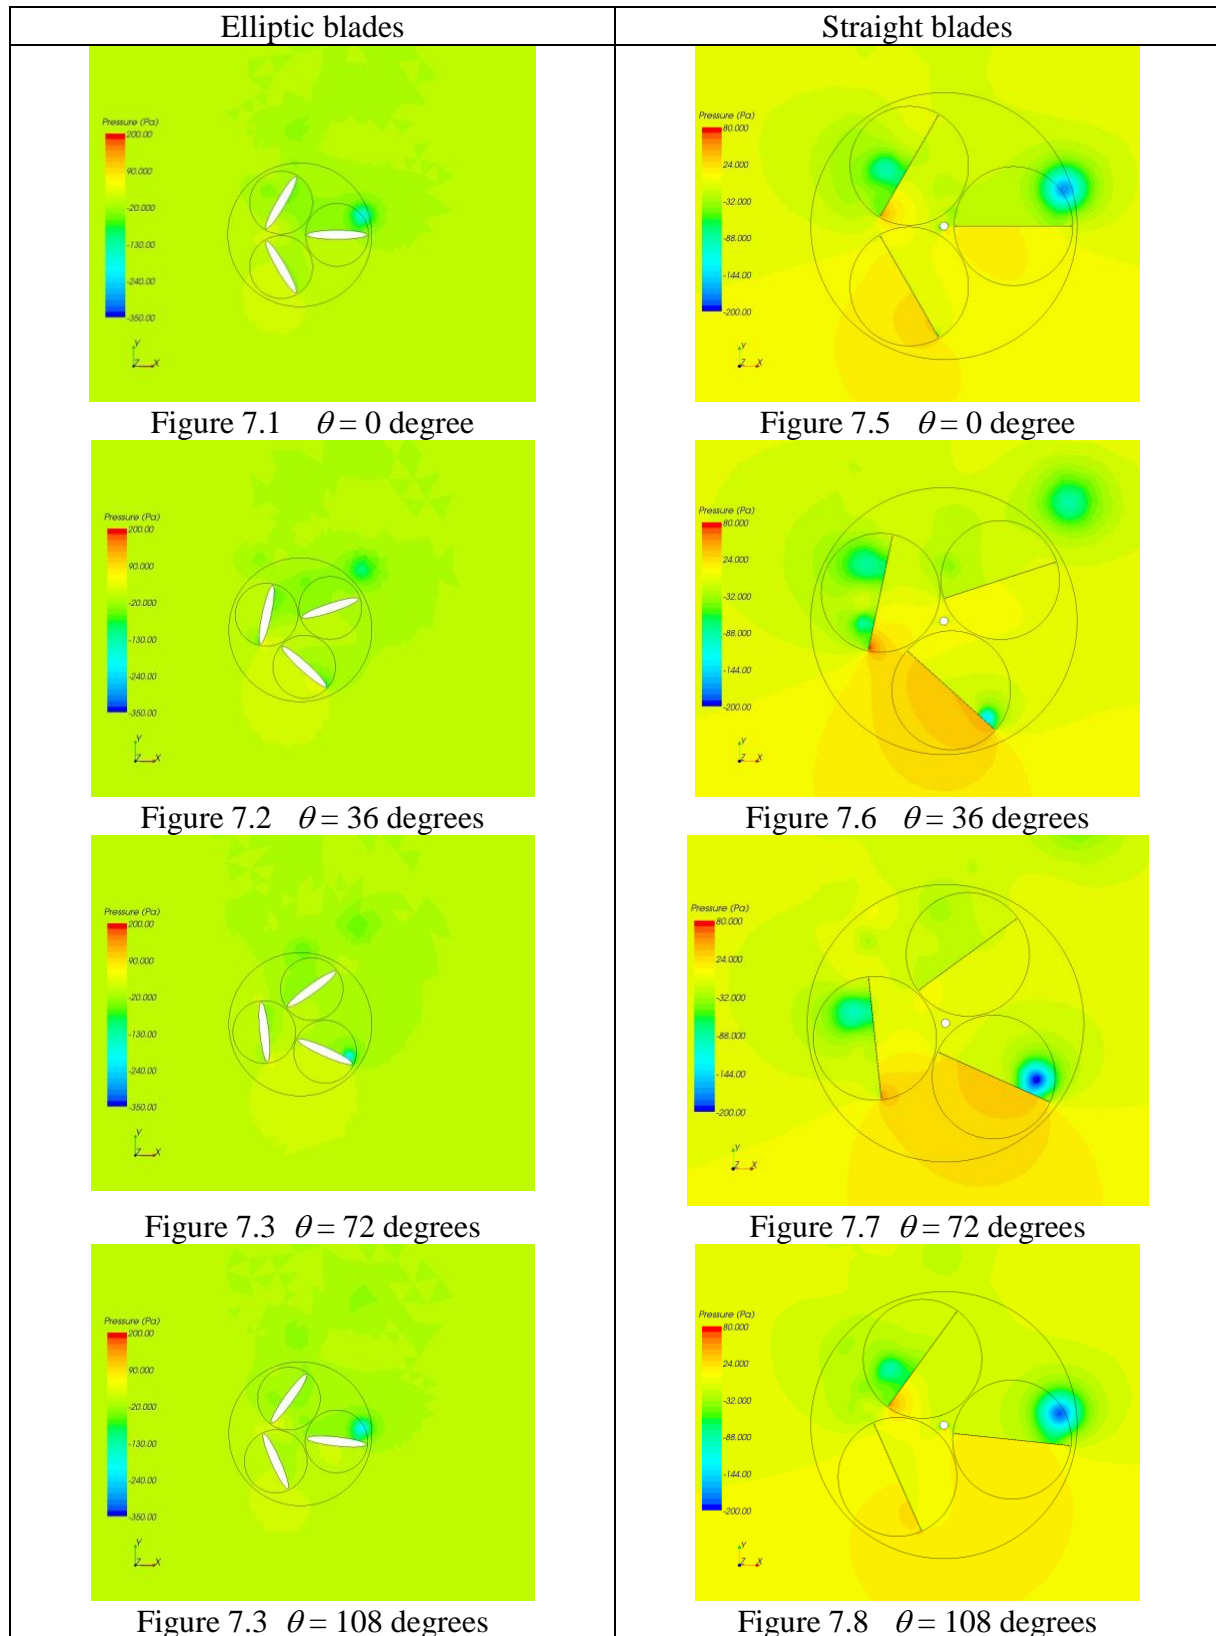 Elliptic blades
Straight blades
Pressure (Pa)
200.00
90.000
-20.000
-130.00
-240.00
-350.00
Y
Z X
Pressure (Pa)
80.000
24.000
-32.000
-88.000
-144.00
-200.00
Y
Z X
Figure 7.1 θ = 0 degree
Figure 7.5 θ = 0 degree
Pressure (Pa)
200.00
90.000
-20.000
-130.00
-240.00
-350.00
Y
Z X
Pressure (Pa)
80.000
24.000
-32.000
-88.000
-144.00
-200.00
Y
Z X
Figure 7.2 θ = 36 degrees
Figure 7.6 θ = 36 degrees
Pressure (Pa)
200.00
90.000
-20.000
-130.00
-240.00
-350.00
Y
Z X
Pressure (Pa)
80.000
24.000
-32.000
-88.000
-144.00
-200.00
Y
Z X
Figure 7.3 θ = 72 degrees
Figure 7.7 θ = 72 degrees
Pressure (Pa)
200.00
90.000
-20.000
-130.00
-240.00
-350.00
Y
Z X
Pressure (Pa)
80.000
24.000
-32.000
-88.000
-144.00
-200.00
Y
Z X
Figure 7.3 θ = 108 degrees
Figure 7.8 θ = 108 degrees